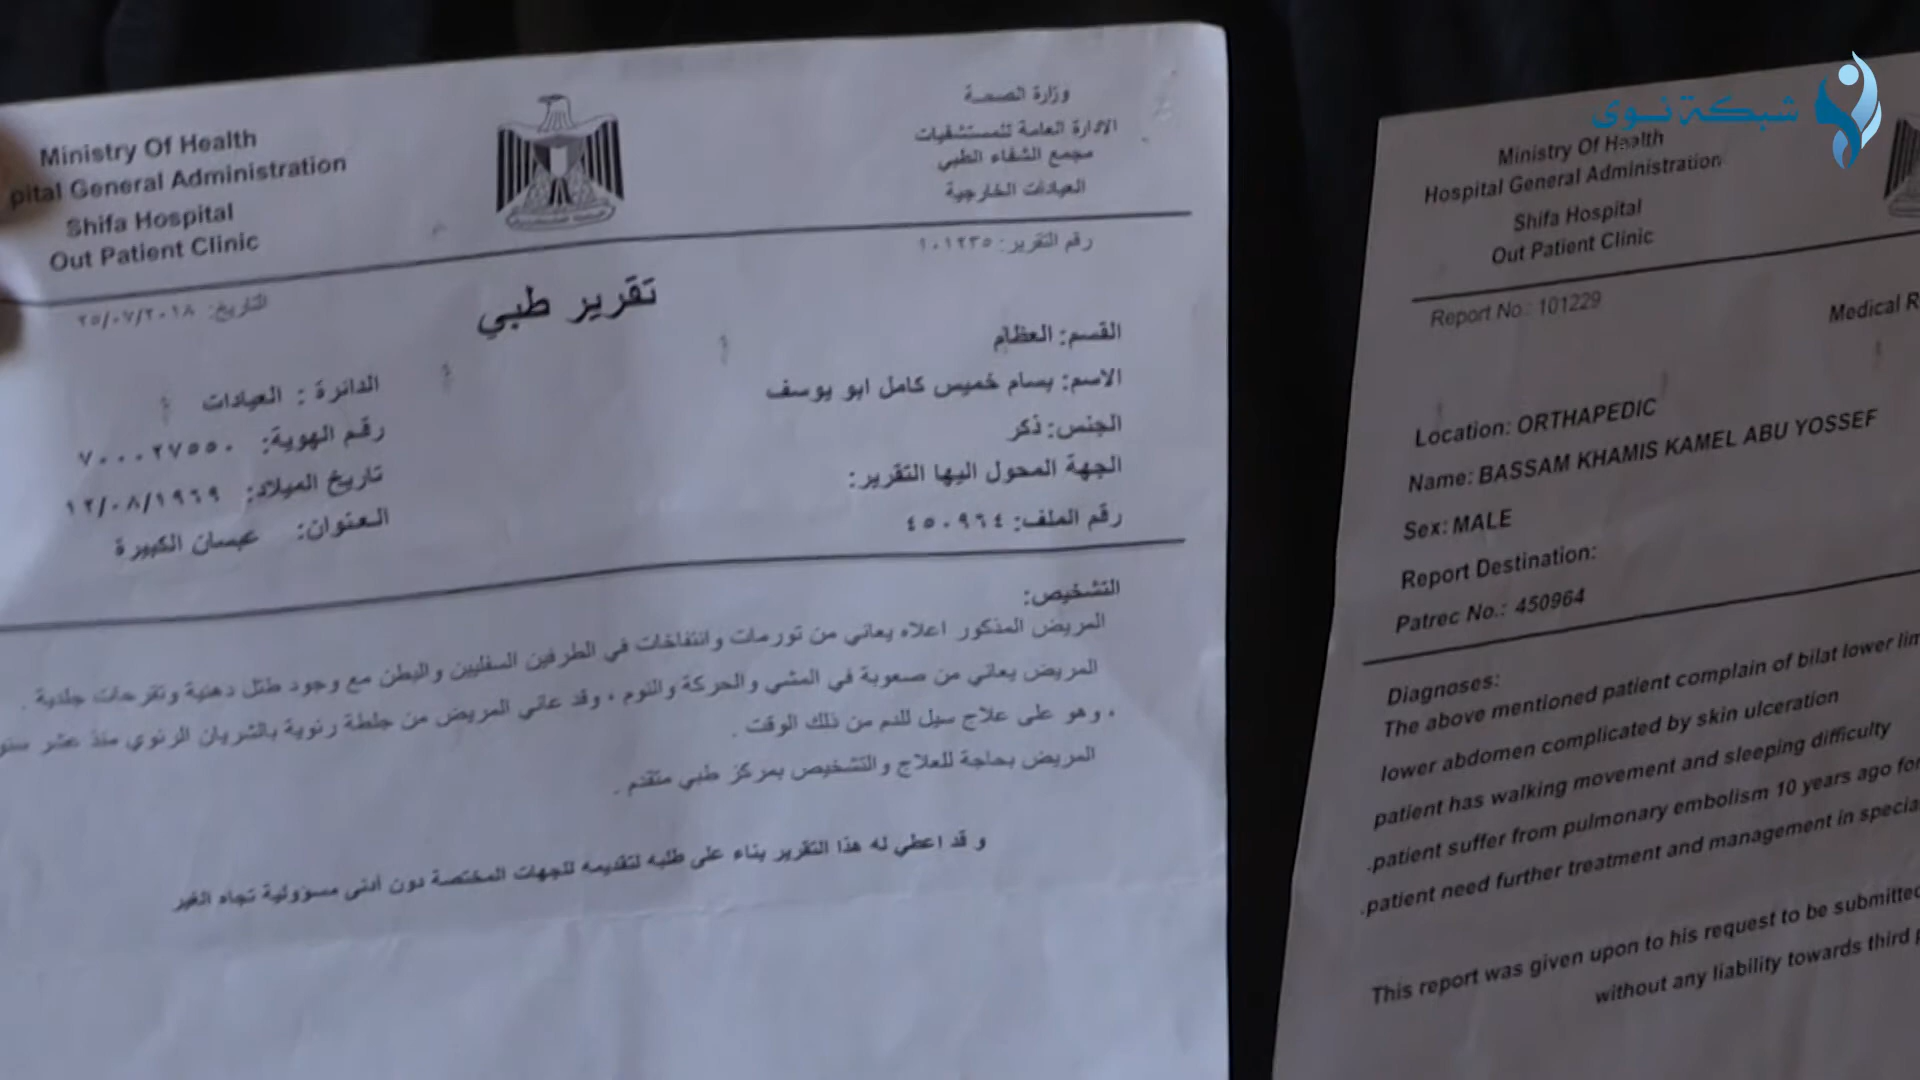 Ministry Of Health
pital General Administration
Shifa Hospital
Out Patient Clinic
وزارة الصحة
الادارة العامة للمستشفيات
مجمع الشفاء الطبي
العيادات الخارجية
رقم التقرير: ١٠١٢٣٥
التاريخ: ٢٥/٠٧/٢٠١٨
تقرير طبي
القسم: العظام
الاسم: بسام خميس كامل ابو يوسف
الجنس: ذكر
الجهة المحول اليها التقرير:
رقم الملف: ٤٥٠٩٦٤
الدائرة : العيادات
رقم الهوية: ٧٠٠٠٢٧٥٥٠
تاريخ الميلاد: ١٢/٠٨/١٩٦٩
العنوان: عبسان الكبيرة
التشخيص:
المريض المذكور اعلاه يعاني من تورمات وانتفاخات في الطرفين السفليين والبطن مع وجود طتل دهنية وتقرحات جلدية .
المريض يعاني من صعوبة في المشي والحركة والنوم ، وقد عاني المريض من جلطة رئوية بالشريان الرئوي منذ عشر سنو
، وهو على علاج سيل للدم من ذلك الوقت .
المريض بحاجة للعلاج والتشخيص بمركز طبي متقدم .
و قد اعطي له هذا التقرير بناء على طلبه لتقديمه للجهات المختصة دون أدنى مسؤولية تجاه الغير
شبكة نوى
Ministry Of Health
Hospital General Administration
Shifa Hospital
Out Patient Clinic
Report No.: 101229
Medical R
Location: ORTHAPEDIC
Name: BASSAM KHAMIS KAMEL ABU YOSSEF
Sex: MALE
Report Destination:
Patrec No.: 450964
Diagnoses:
The above mentioned patient complain of bilat lower lim
lower abdomen complicated by skin ulceration
patient has walking movement and sleeping difficulty
.patient suffer from pulmonary embolism 10 years ago for
.patient need further treatment and management in specia
This report was given upon to his request to be submitted
without any liability towards third p